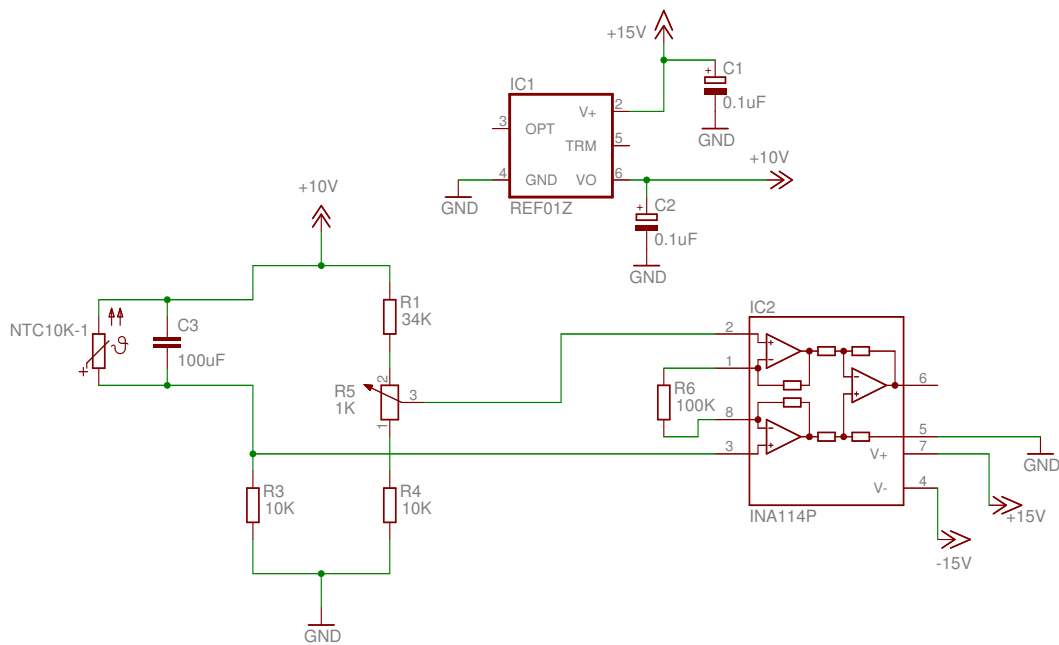 +15V
C1
+
0.1uF
GND
IC1
V+
2
3
OPT
TRM
5
4
GND
VO
6
REF01Z
GND
+10V
C2
+
0.1uF
GND
+10V
NTC10K-1
ϑ
+
C3
100uF
R1
34K
R5
1K
2
3
1
R3
10K
R4
10K
GND
R6
100K
IC2
2
1
8
3
+
-
-
+
-
+
6
5
7
4
V+
V-
INA114P
GND
+15V
-15V